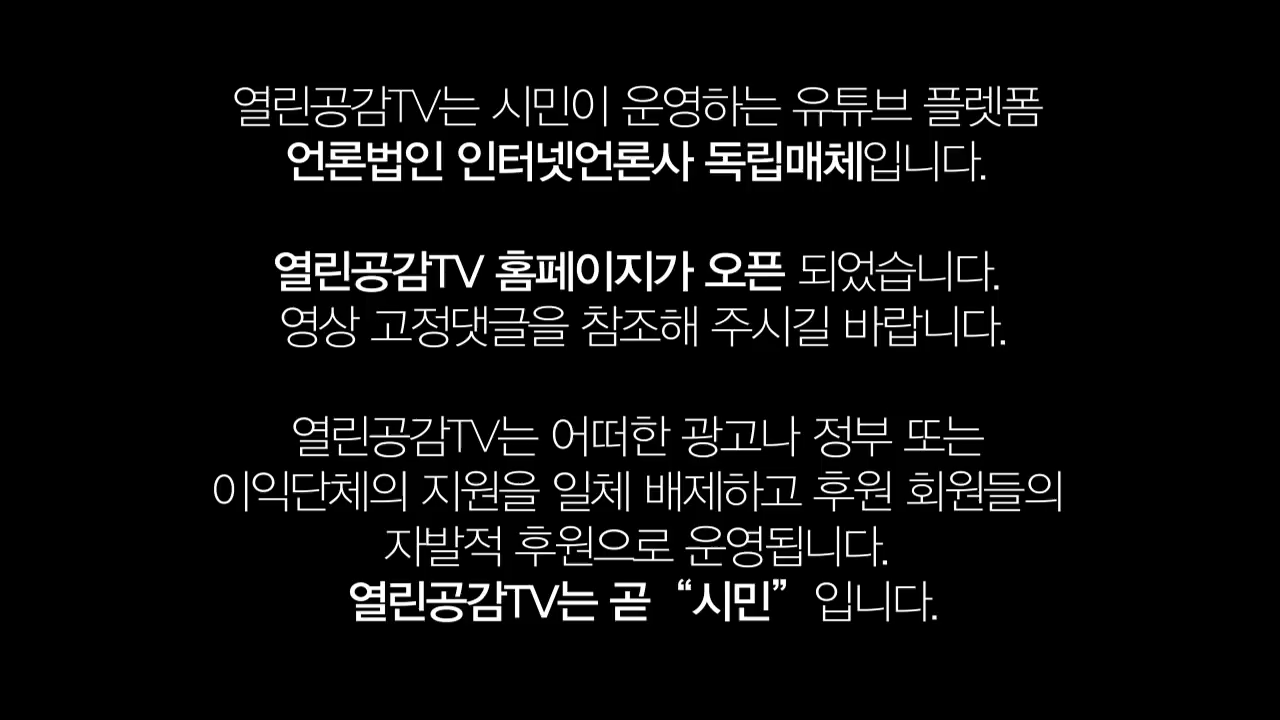 열린공감TV는 시민이 운영하는 유튜브 플렛폼
언론법인 인터넷언론사 독립매체입니다.
열린공감TV 홈페이지가 오픈 되었습니다.
영상 고정댓글을 참조해 주시길 바랍니다.
열린공감TV는 어떠한 광고나 정부 또는
이익단체의 지원을 일체 배제하고 후원 회원들의
자발적 후원으로 운영됩니다.
열린공감TV는 곧 “시민” 입니다.